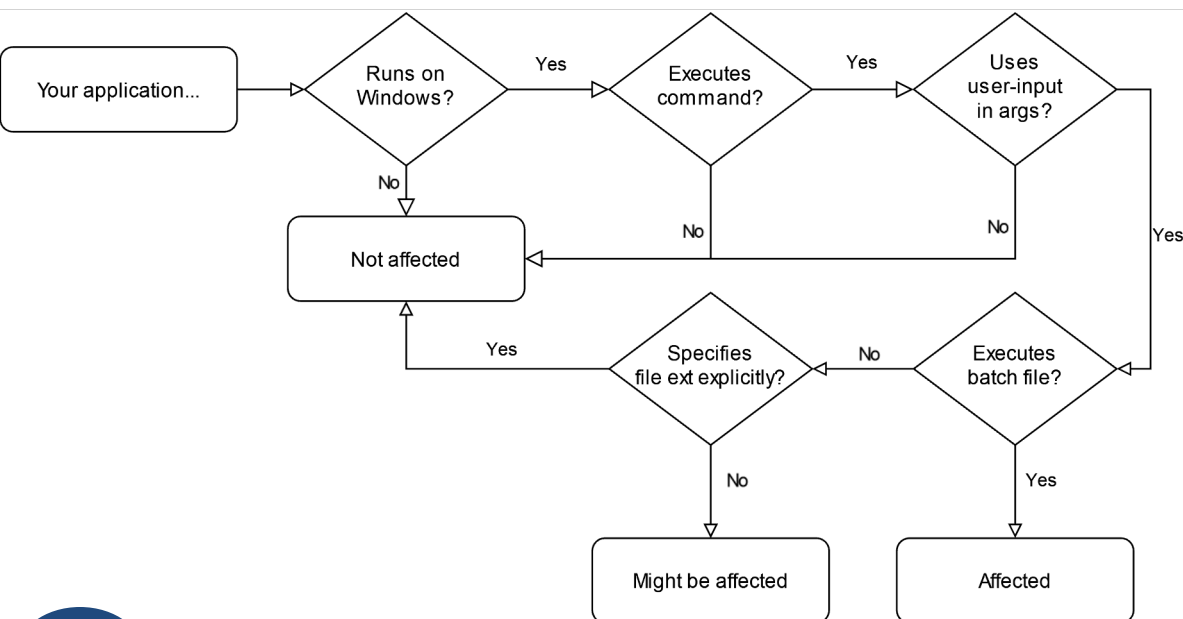 Your application...
Runs on
Windows?
Yes
Executes
command?
Yes
Uses
user-input
in args?
No
No
No
Yes
Not affected
Yes
Specifies
file ext explicitly?
No
Executes
batch file?
No
Yes
Might be affected
Affected